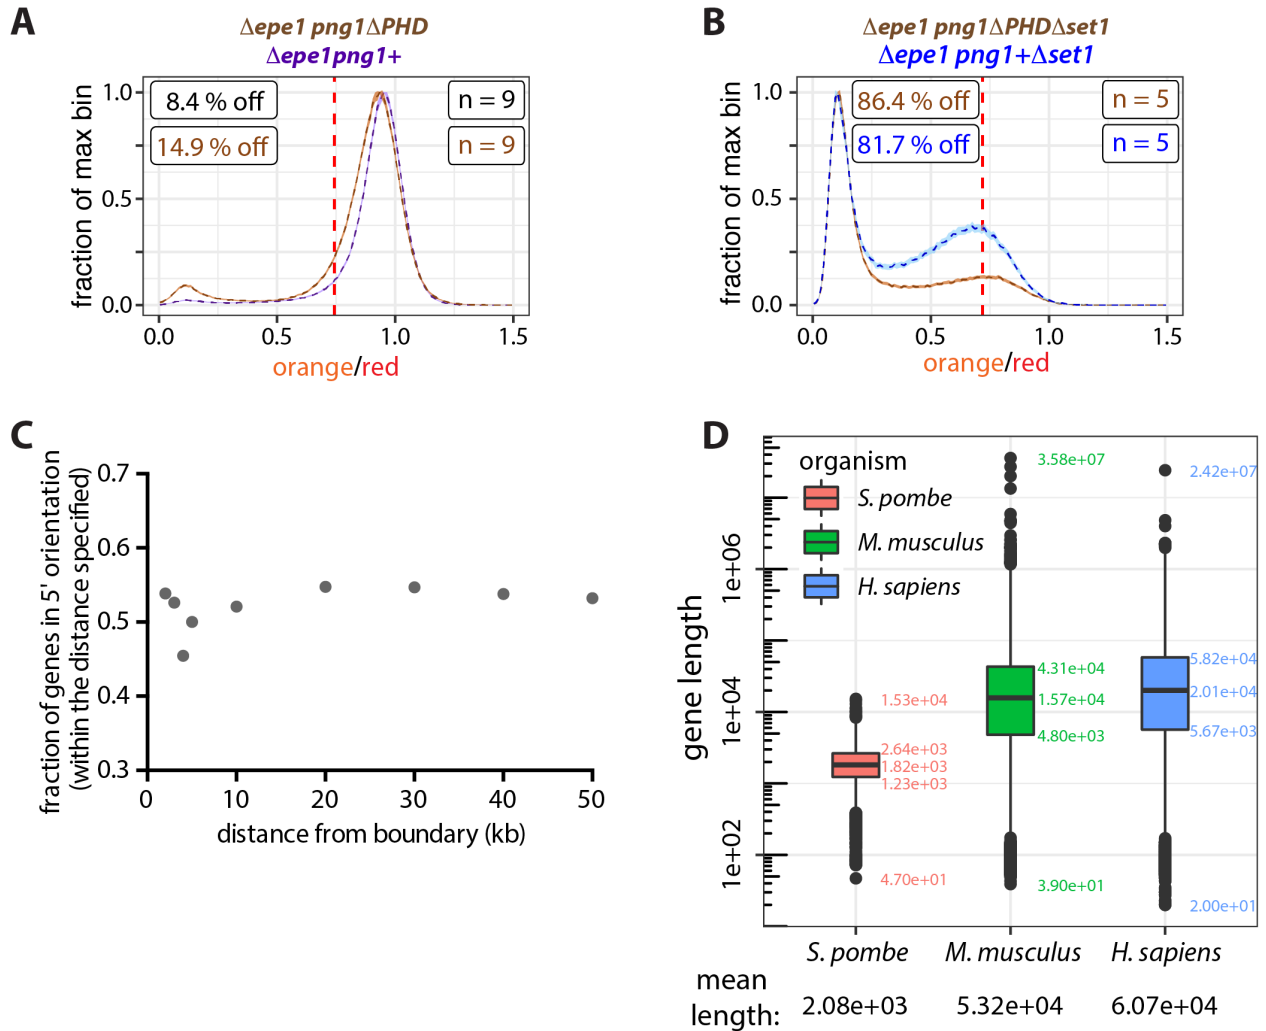 A
Δepe1 png1ΔPHD
Δepe1png1+
fraction of max bin
1.0
0.5
0.0
8.4 % off
14.9 % off
n = 9
n = 9
0.0 0.5 1.0 1.5
orange/red
B
Δepe1 png1ΔPHDΔset1
Δepe1 png1+Δset1
fraction of max bin
1.0
0.5
0.0
86.4 % off
81.7 % off
n = 5
n = 5
0.0 0.5 1.0 1.5
orange/red
C
fraction of genes in 5' orientation
(within the distance specified)
0.7
0.6
0.5
0.4
0.3
0 10 20 30 40 50
distance from boundary (kb)
D
gene length
1e+06
1e+04
1e+02
organism
S. pombe
M. musculus
H. sapiens
1.53e+04
2.64e+03
1.82e+03
1.23e+03
4.70e+01
3.58e+07
4.31e+04
1.57e+04
4.80e+03
3.90e+01
2.42e+07
5.82e+04
2.01e+04
5.67e+03
2.00e+01
S. pombe M. musculus H. sapiens
mean
length: 2.08e+03 5.32e+04 6.07e+04